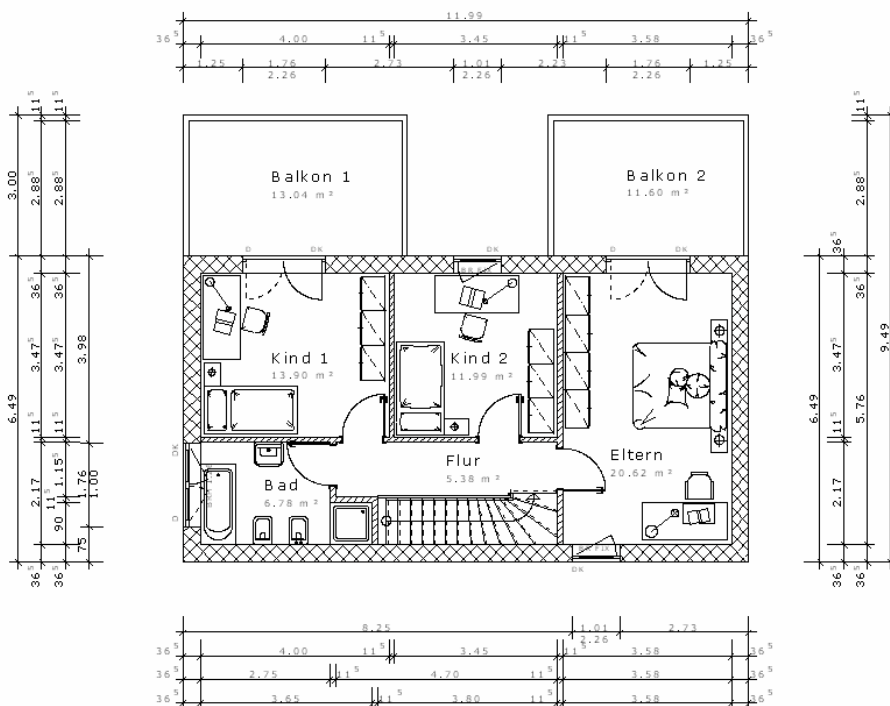 11.99
36⁵ 4.00 11⁵ 3.45 11⁵ 3.58 36⁵
1.25 1.76 2.73 1.01 2.23 1.76 1.25
2.26 2.26 2.26
11⁵ 11⁵ 11⁵
3.00 2.88⁵ 2.88⁵ 2.88⁵
Balkon 1
13.04 m²
Balkon 2
11.60 m²
D DK DK D DK
36⁵ 36⁵ 36⁵ 36⁵
6.49 3.47⁵ 3.47⁵ 3.98 6.49 3.47⁵ 5.76 9.49
Kind 1
13.90 m²
Kind 2
11.99 m²
11⁵ 11⁵ 11⁵
DK
Flur
5.38 m²
Eltern
20.62 m²
Bad
6.78 m²
2.17 1.15 1.76 1.00 2.17
11⁵
90
75
D
36⁵ 36⁵ 36⁵ 36⁵
DK
8.25 1.01 2.73
2.26
36⁵ 4.00 11⁵ 3.45 3.58 36⁵
36⁵ 2.75 11⁵ 4.70 11⁵ 3.58 36⁵
36⁵ 3.65 11⁵ 3.80 11⁵ 3.58 36⁵